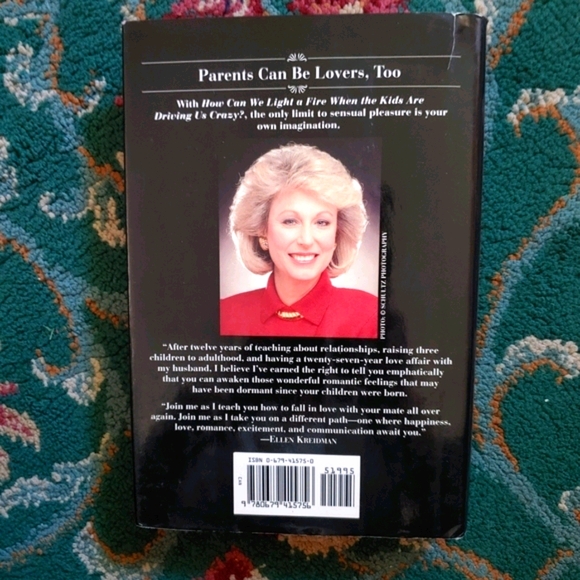 Parents Can Be Lovers, Too
With How Can We Light a Fire When the Kids Are
Driving Us Crazy?, the only limit to sensual pleasure is your
own imagination.
PHOTO: © SCHULTZ PHOTOGRAPHY
“After twelve years of teaching about relationships, raising three
children to adulthood, and having a twenty-seven-year love affair with
my husband, I believe I've earned the right to tell you emphatically
that you can awaken those wonderful romantic feelings that may
have been dormant since your children were born.
“Join me as I teach you how to fall in love with your mate all over
again. Join me as I take you on a different path—one where happiness,
love, romance, excitement, and communication await you.”
—ELLEN KREIDMAN
ISBN 0-679-41575-0
51995
9 780679 415756